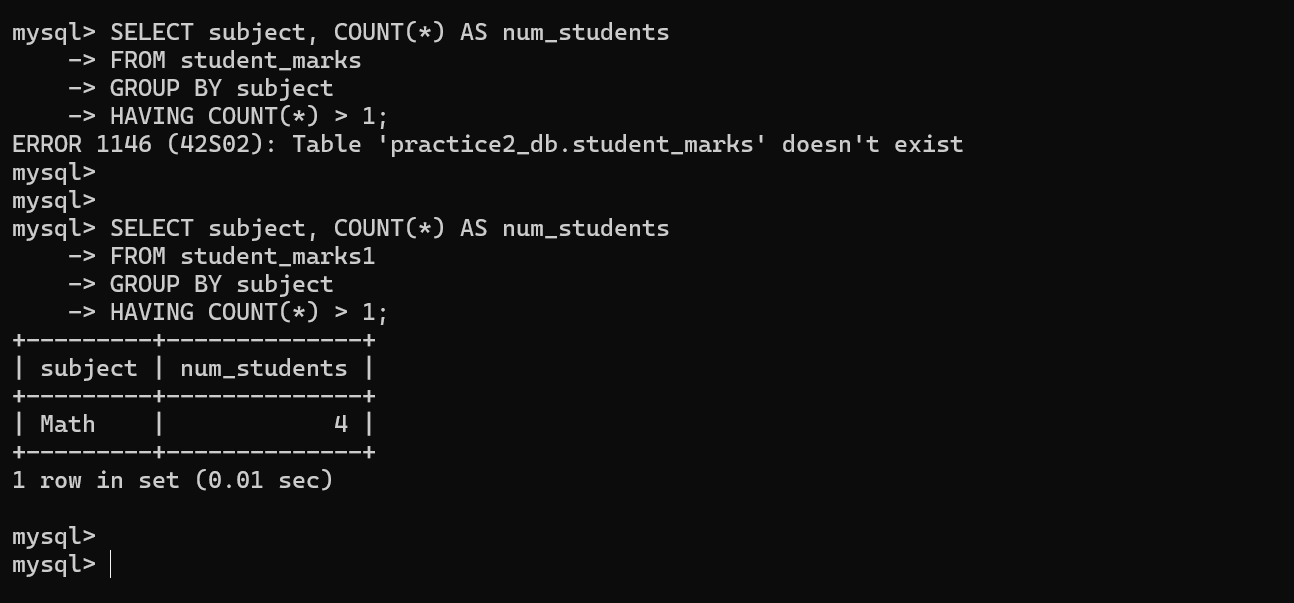 mysql> SELECT subject, COUNT(*) AS num_students
    -> FROM student_marks
    -> GROUP BY subject
    -> HAVING COUNT(*) > 1;
ERROR 1146 (42S02): Table 'practice2_db.student_marks' doesn't exist
mysql>
mysql>
mysql> SELECT subject, COUNT(*) AS num_students
    -> FROM student_marks1
    -> GROUP BY subject
    -> HAVING COUNT(*) > 1;
+---------+--------------+
| subject | num_students |
+---------+--------------+
| Math    |            4 |
+---------+--------------+
1 row in set (0.01 sec)

mysql>
mysql>